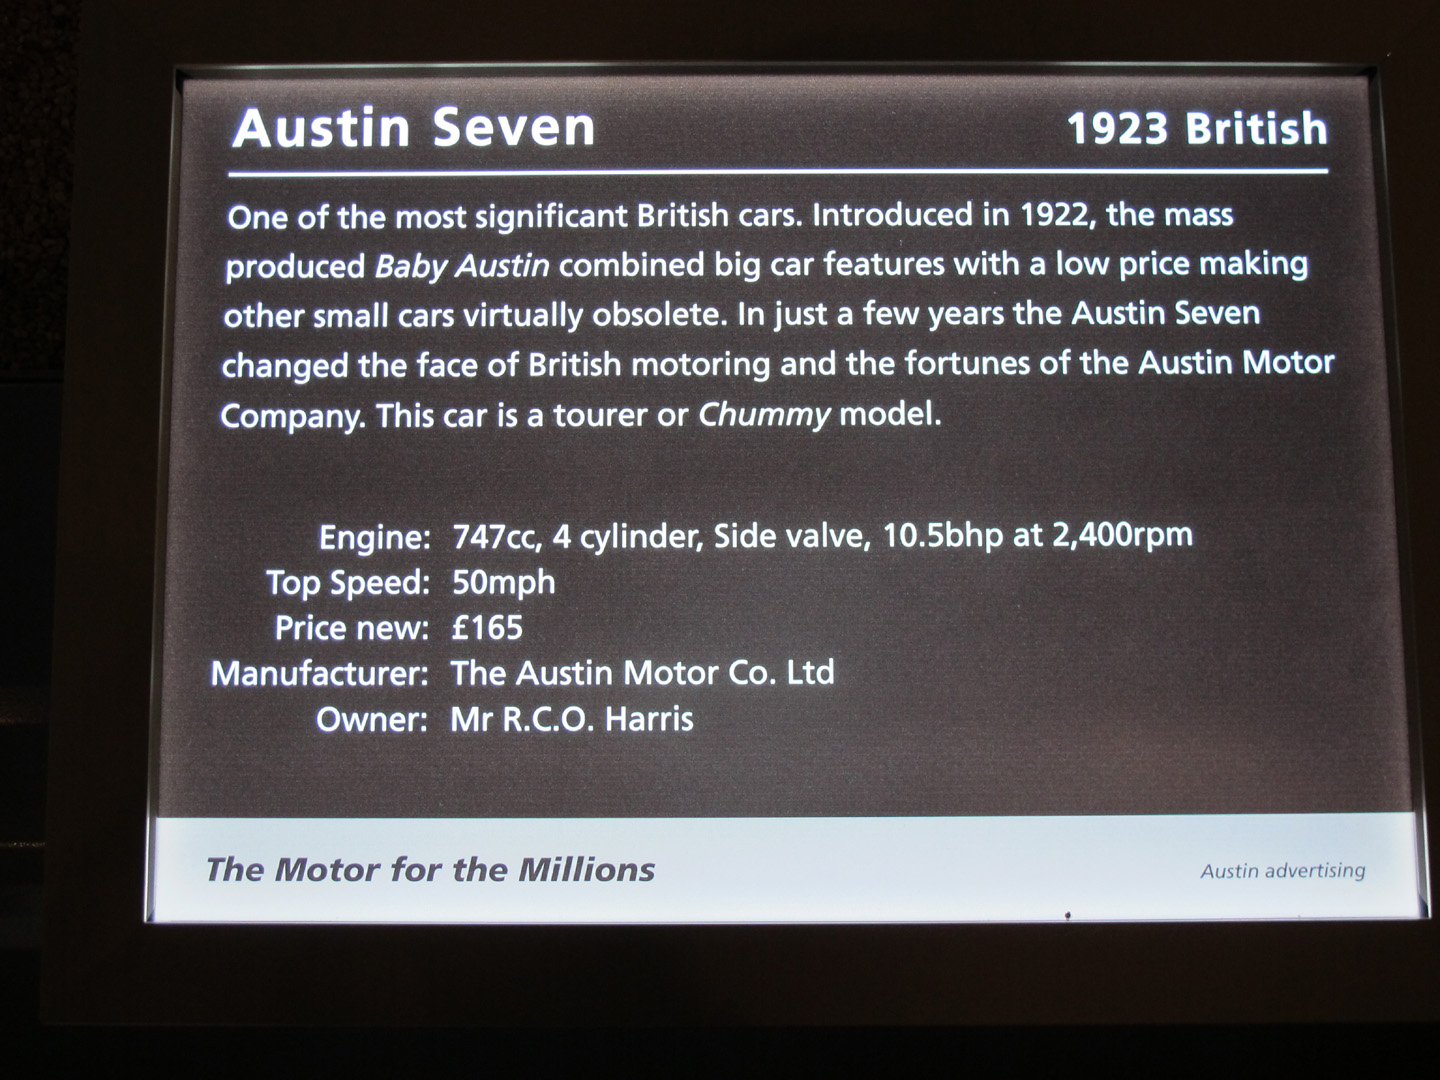 Austin Seven 1923 British
One of the most significant British cars. Introduced in 1922, the mass
produced Baby Austin combined big car features with a low price making
other small cars virtually obsolete. In just a few years the Austin Seven
changed the face of British motoring and the fortunes of the Austin Motor
Company. This car is a tourer or Chummy model.
Engine: 747cc, 4 cylinder, Side valve, 10.5bhp at 2,400rpm
Top Speed: 50mph
Price new: £165
Manufacturer: The Austin Motor Co. Ltd
Owner: Mr R.C.O. Harris
The Motor for the Millions Austin advertising